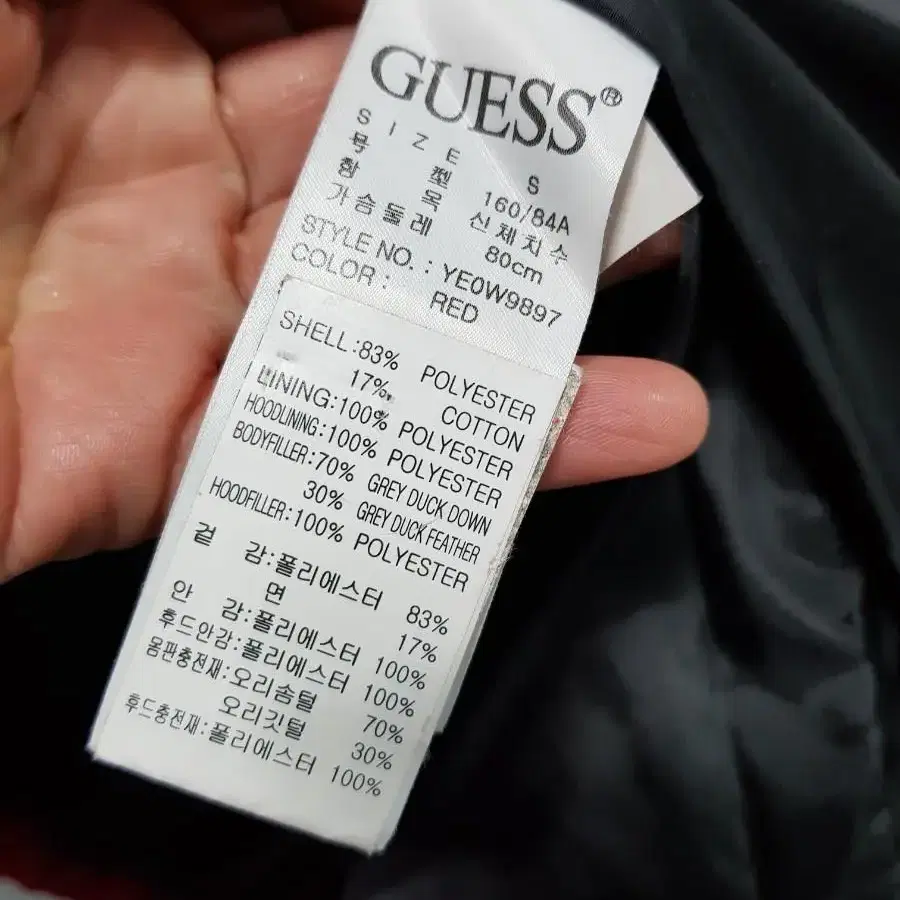 GUESS®
SIZE S
호型 160/84A
항목 신체치수
가슴둘레 80cm
STYLE NO. : YE0W9897
COLOR : RED
SHELL:83% POLYESTER
17% COTTON
LINING:100% POLYESTER
HOODLINING:100% POLYESTER
BODYFILLER:70% GREY DUCK DOWN
30% GREY DUCK FEATHER
HOODFILLER:100% POLYESTER
겉감:폴리에스터 83%
면 17%
안감:폴리에스터 100%
후드안감:폴리에스터 100%
몸판충전재:오리솜털 70%
오리깃털 30%
후드충전재:폴리에스터 100%